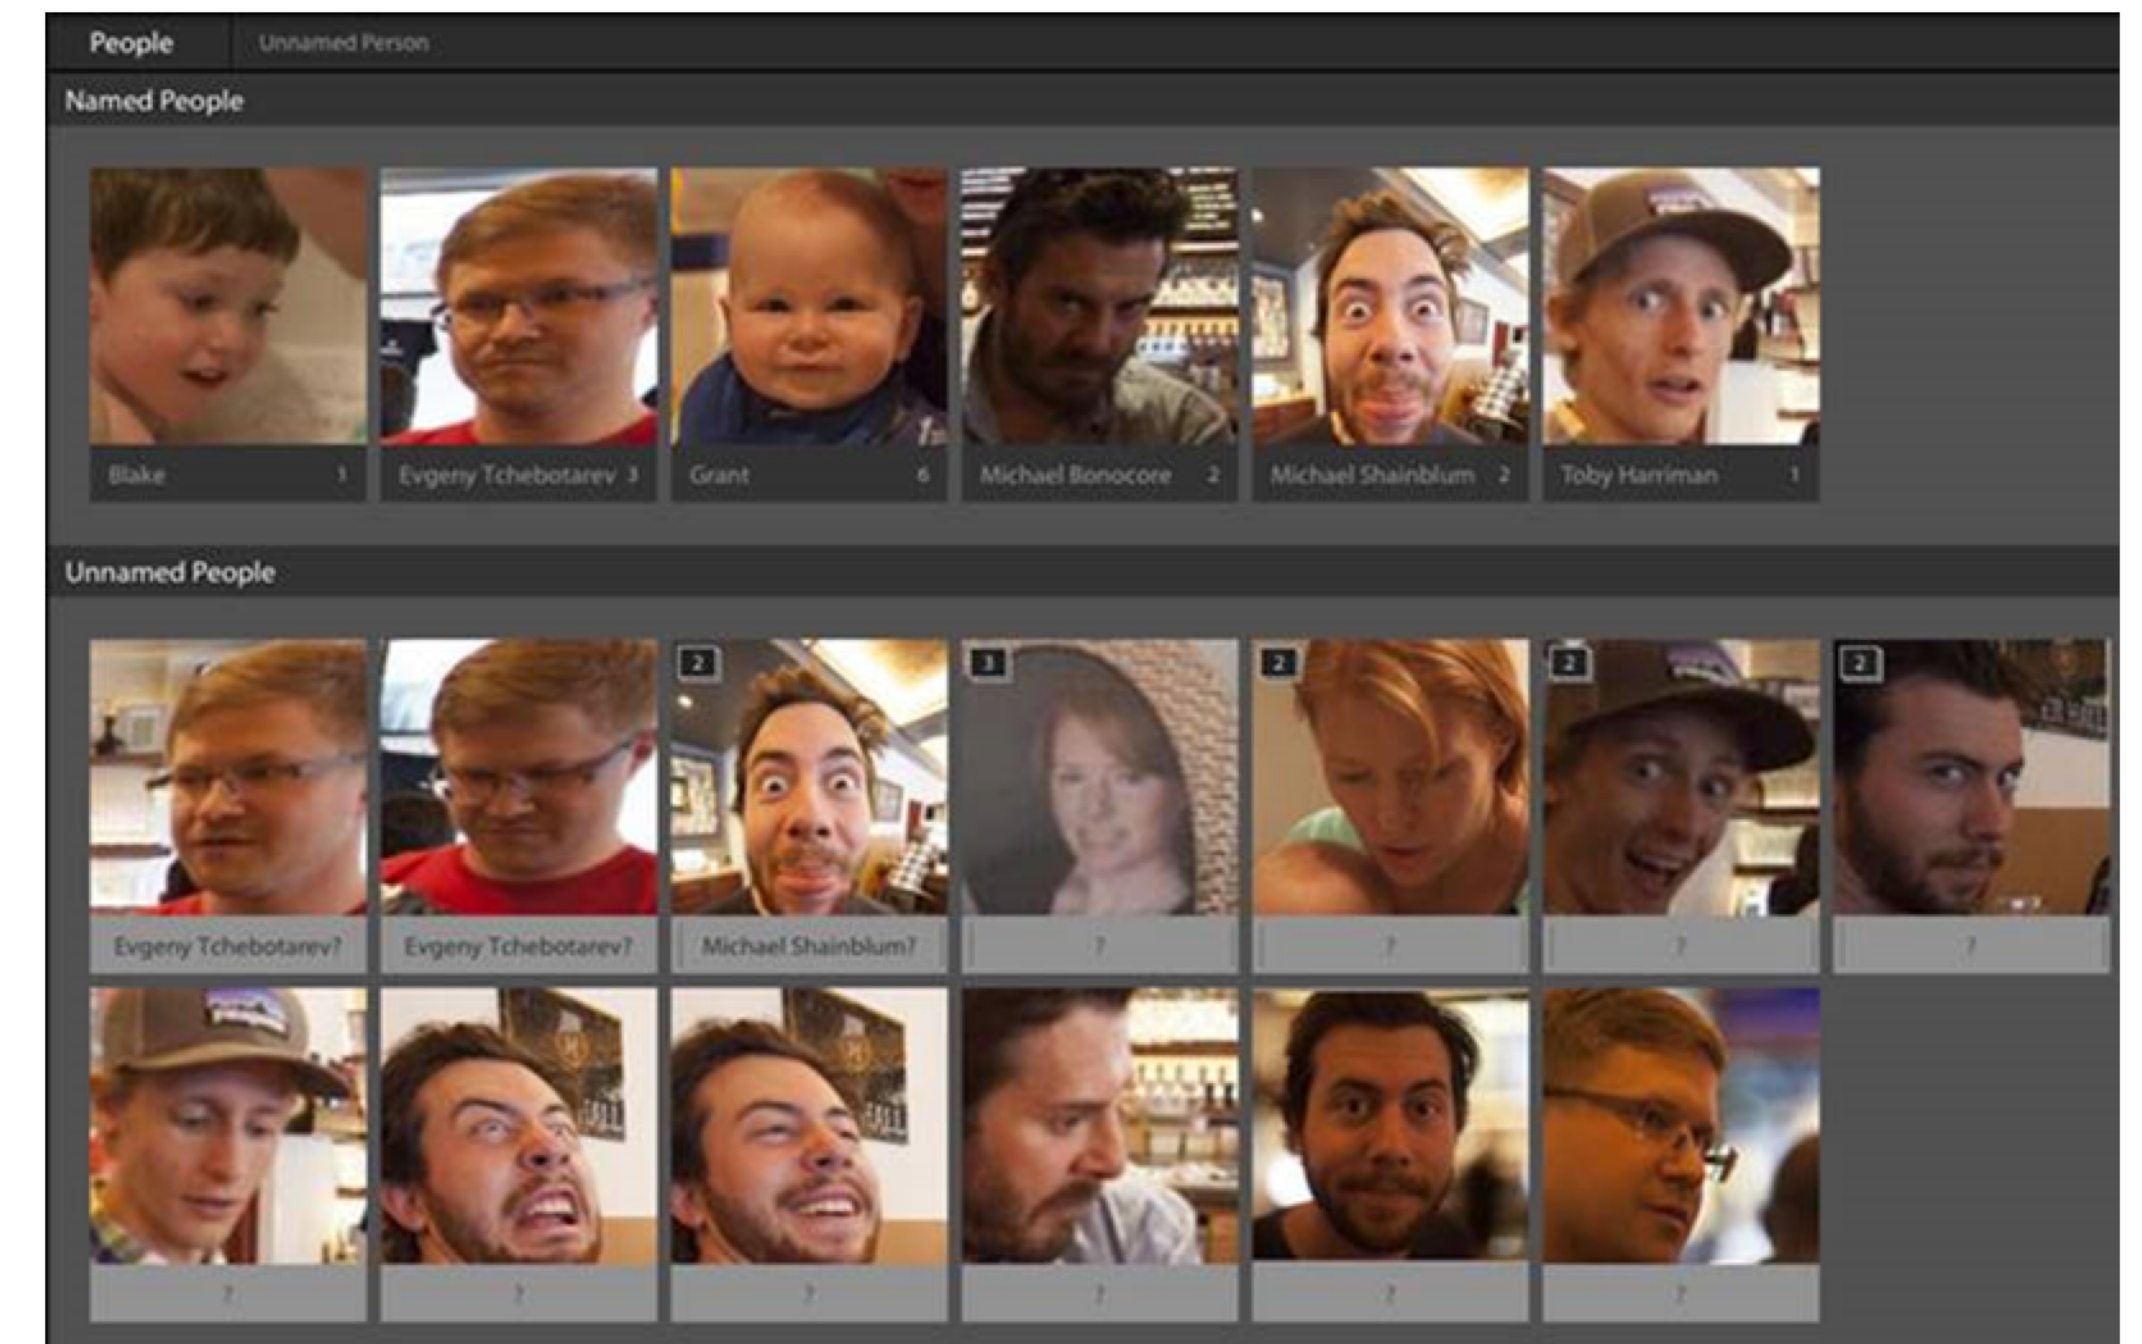 People Unnamed Person
Named People
Blake 1 Evgeny Tchebotarev 3 Grant 6 Michael Bonocore 2 Michael Shainblum 2 Toby Harriman 1
Unnamed People
2 3 2 2 2
Evgeny Tchebotarev? Evgeny Tchebotarev? Michael Shainblum? ? ? ? ?
? ? ? ? ? ?